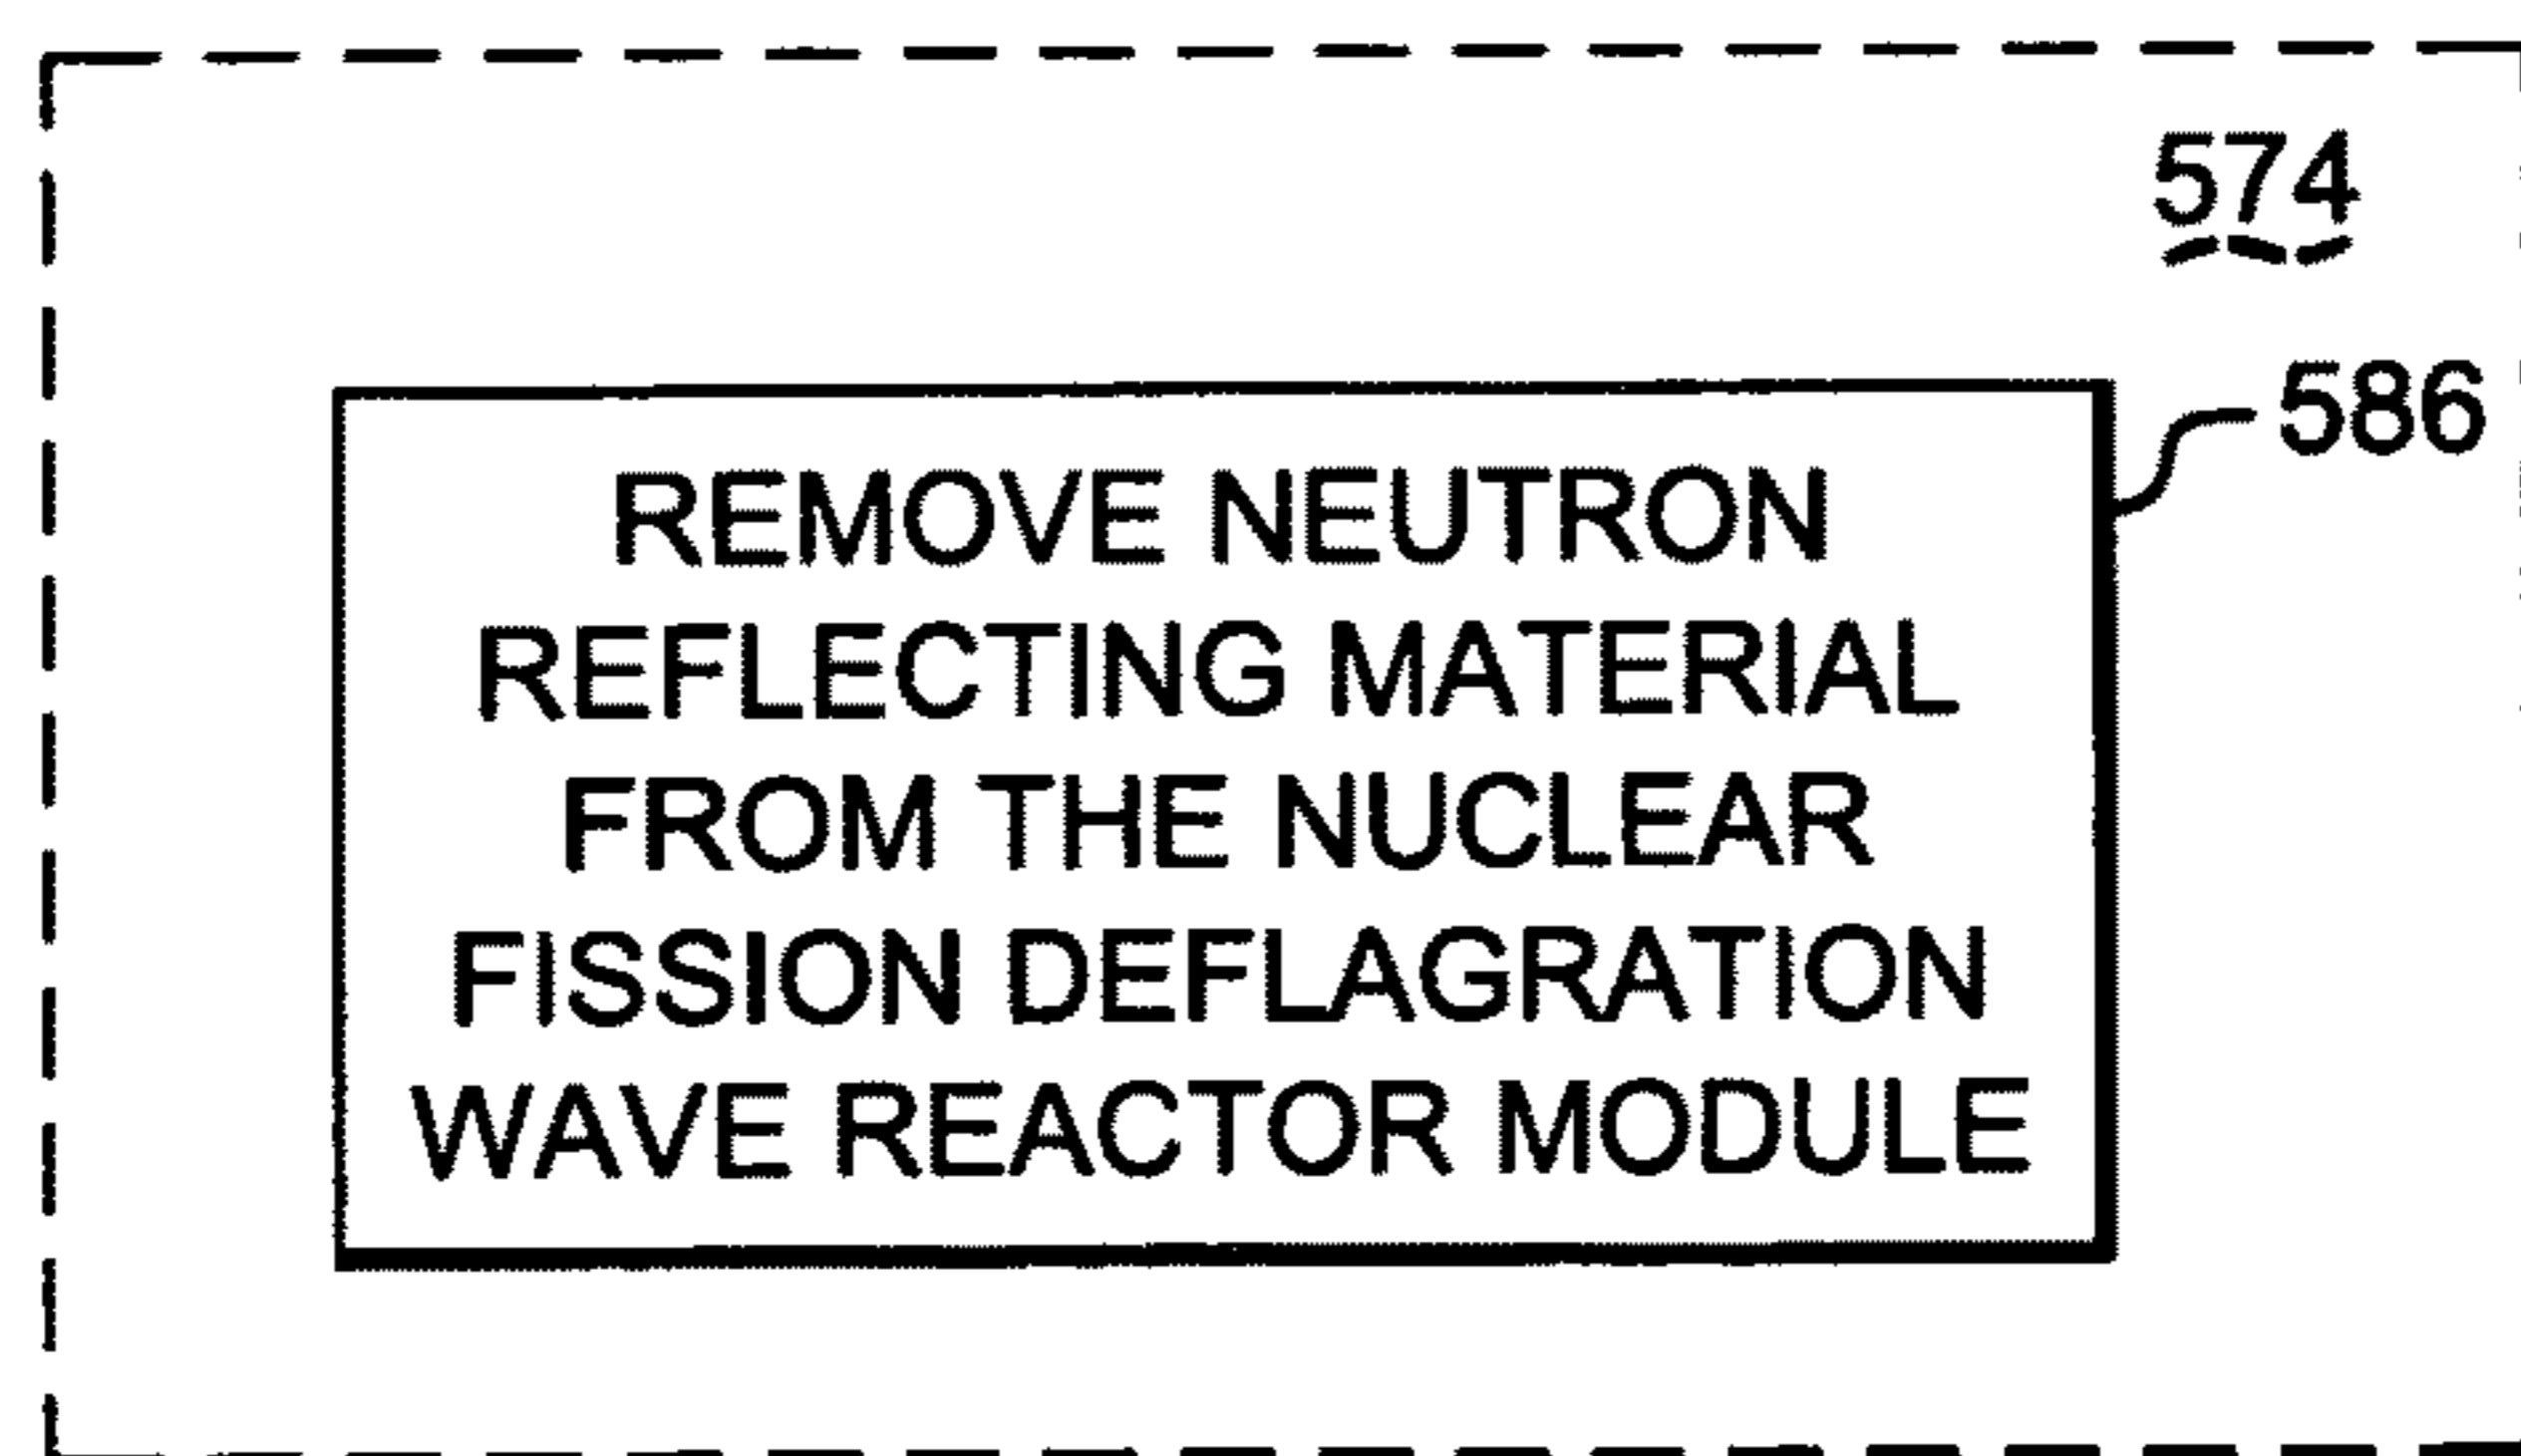 574
586
REMOVE NEUTRON
REFLECTING MATERIAL
FROM THE NUCLEAR
FISSION DEFLAGRATION
WAVE REACTOR MODULE